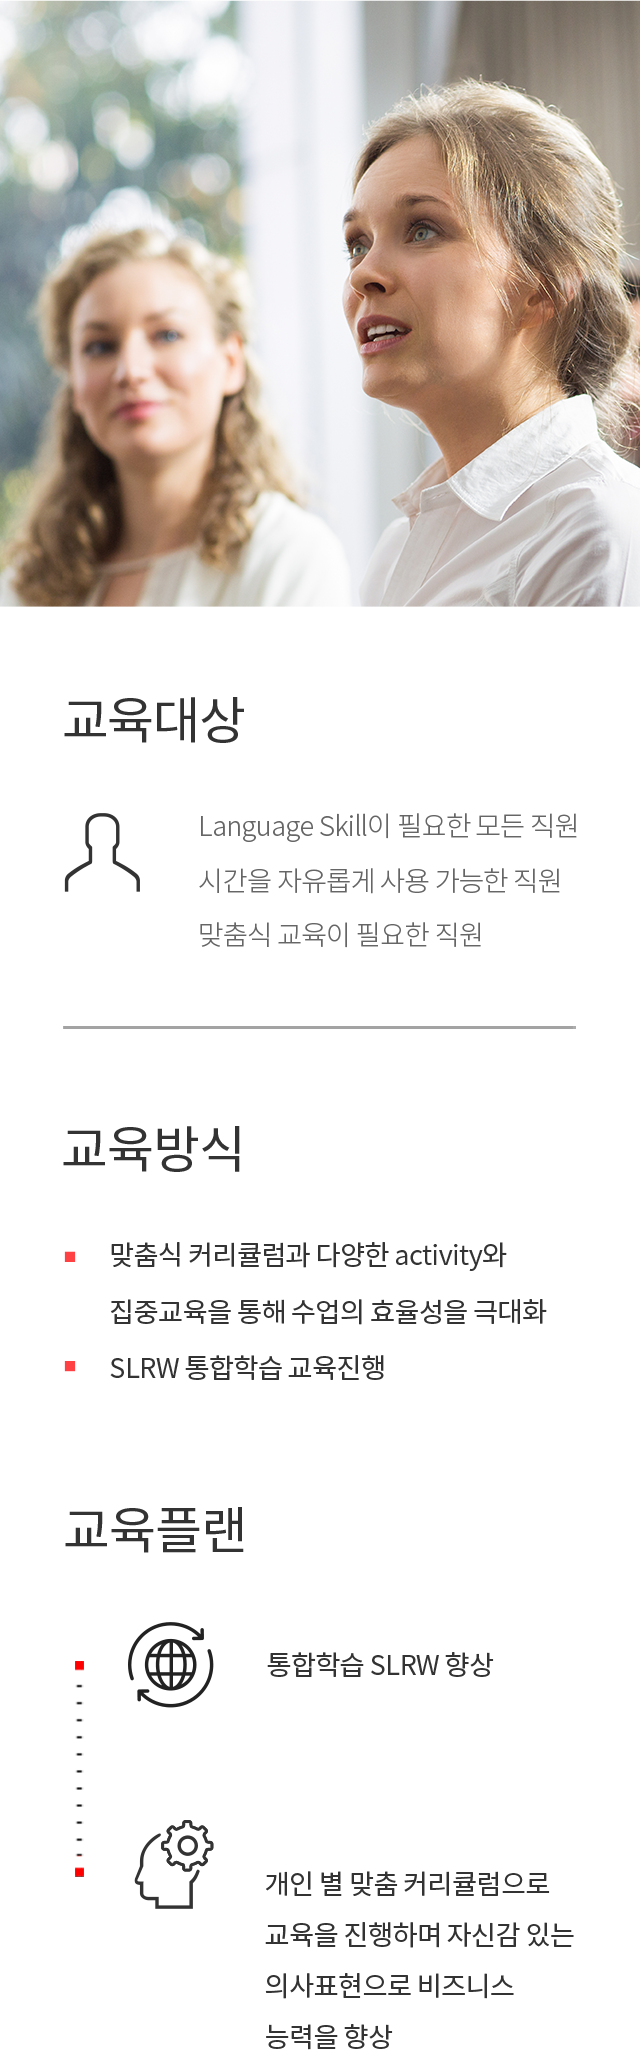 교육대상
Language Skill이 필요한 모든 직원
시간을 자유롭게 사용 가능한 직원
맞춤식 교육이 필요한 직원
교육방식
맞춤식 커리큘럼과 다양한 activity와
집중교육을 통해 수업의 효율성을 극대화
SLRW 통합학습 교육진행
교육플랜
통합학습 SLRW 향상
개인 별 맞춤 커리큘럼으로
교육을 진행하며 자신감 있는
의사표현으로 비즈니스
능력을 향상